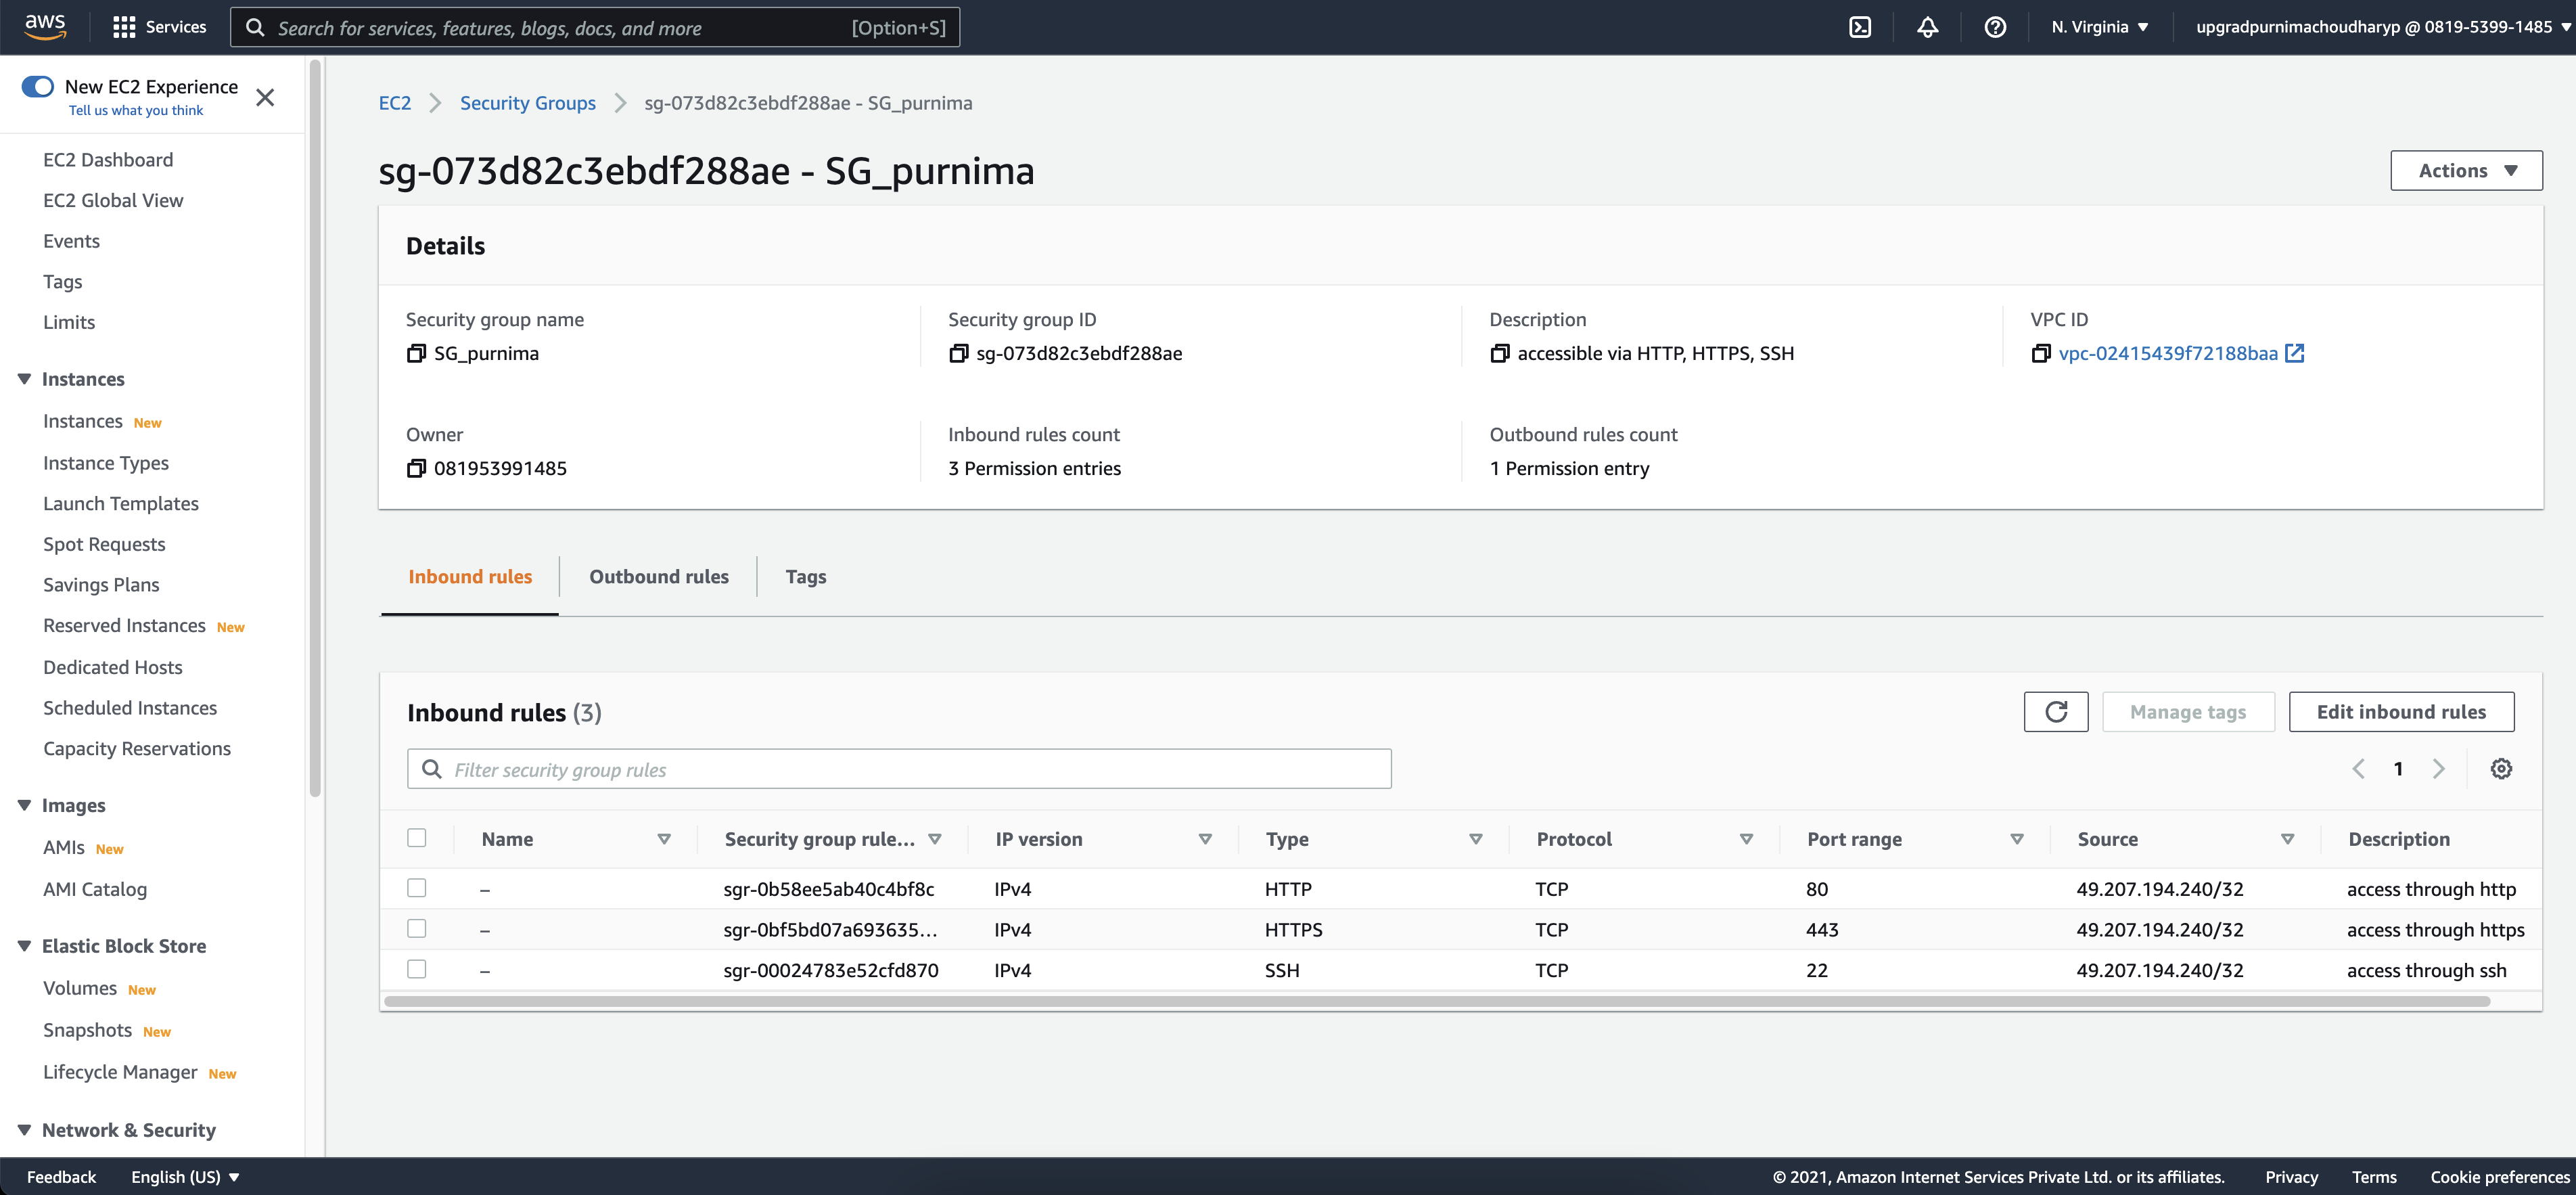 aws
Services
Search for services, features, blogs, docs, and more [Option+S]
N. Virginia
upgradpurnimachoudharyp @ 0819-5399-1485
New EC2 Experience
Tell us what you think
EC2 Dashboard
EC2 Global View
Events
Tags
Limits
Instances
Instances New
Instance Types
Launch Templates
Spot Requests
Savings Plans
Reserved Instances New
Dedicated Hosts
Scheduled Instances
Capacity Reservations
Images
AMIs New
AMI Catalog
Elastic Block Store
Volumes New
Snapshots New
Lifecycle Manager New
Network & Security
EC2 > Security Groups > sg-073d82c3ebdf288ae - SG_purnima
sg-073d82c3ebdf288ae - SG_purnima
Actions
Details
Security group name
SG_purnima
Security group ID
sg-073d82c3ebdf288ae
Description
accessible via HTTP, HTTPS, SSH
VPC ID
vpc-02415439f72188baa
Owner
081953991485
Inbound rules count
3 Permission entries
Outbound rules count
1 Permission entry
Inbound rules Outbound rules Tags
Inbound rules (3)
Manage tags
Edit inbound rules
Filter security group rules
1
Name Security group rule... IP version Type Protocol Port range Source Description
– sgr-0b58ee5ab40c4bf8c IPv4 HTTP TCP 80 49.207.194.240/32 access through http
– sgr-0bf5bd07a693635... IPv4 HTTPS TCP 443 49.207.194.240/32 access through https
– sgr-00024783e52cfd870 IPv4 SSH TCP 22 49.207.194.240/32 access through ssh
Feedback English (US) © 2021, Amazon Internet Services Private Ltd. or its affiliates. Privacy Terms Cookie preferences